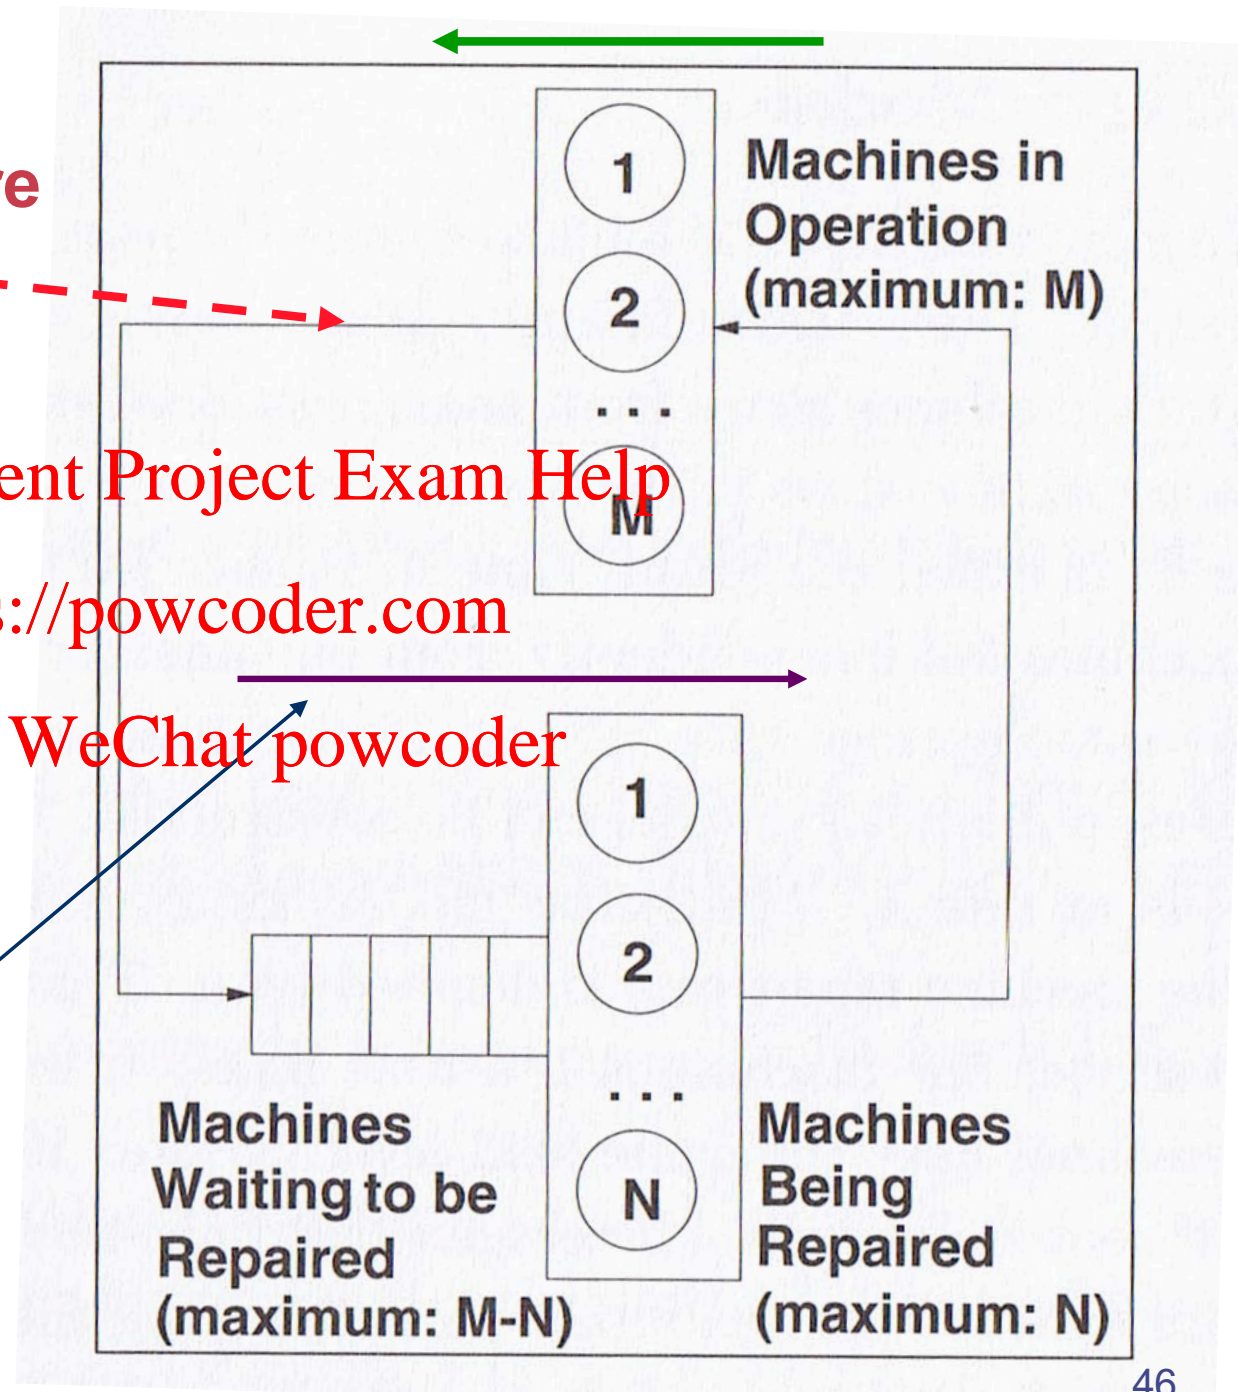 1
Machines in
Operation
(maximum: M)
2
...
M
Project Exam Help
://powcoder.com
WeChat powcoder
1
2
...
N
Machines
Waiting to be
Repaired
(maximum: M-N)
Machines
Being
Repaired
(maximum: N)
46